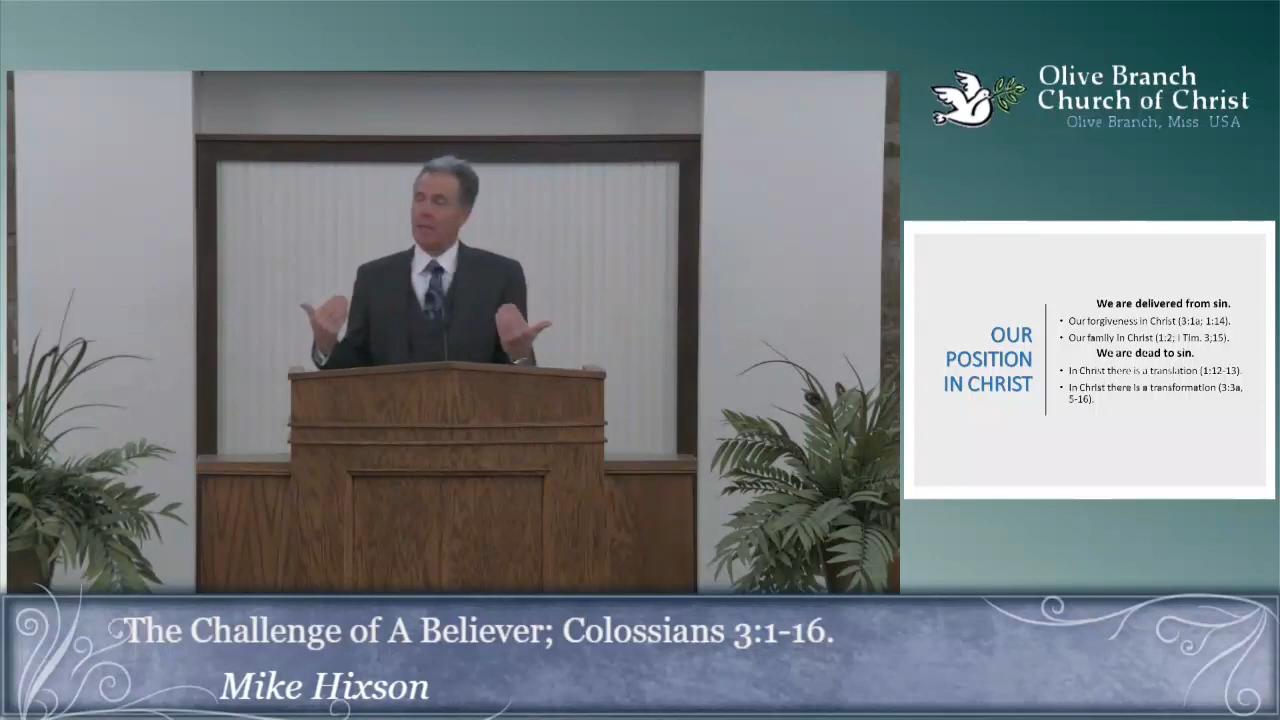 Olive Branch
Church of Christ
Olive Branch, Miss USA
OUR
POSITION
IN CHRIST
We are delivered from sin.
• Our forgiveness in Christ (3:1a; 1:14).
• Our family in Christ (1:2; I Tim. 3;15).
We are dead to sin.
• In Christ there is a translation (1:12-13).
• In Christ there is a transformation (3:3a,
5-16).
The Challenge of A Believer; Colossians 3:1-16.
Mike Hixson